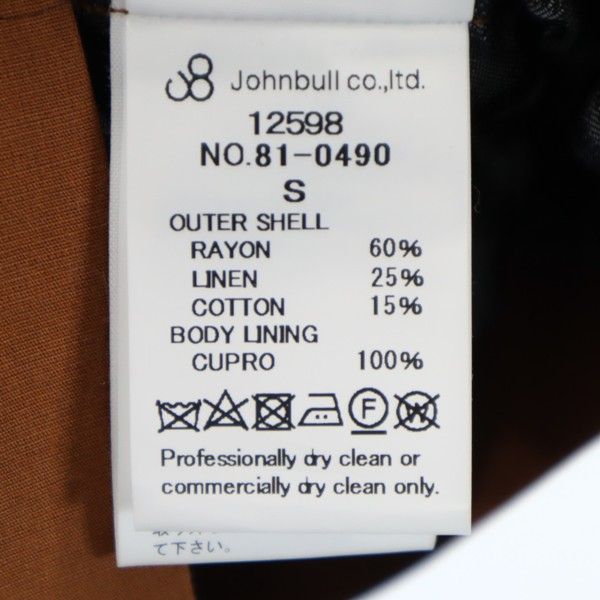 Johnbull co.,ltd.
12598
NO.81-0490
S
OUTER SHELL
RAYON 60%
LINEN 25%
COTTON 15%
BODY LINING
CUPRO 100%
F W
Professionally dry clean or
commercially dry clean only.
て下さい。